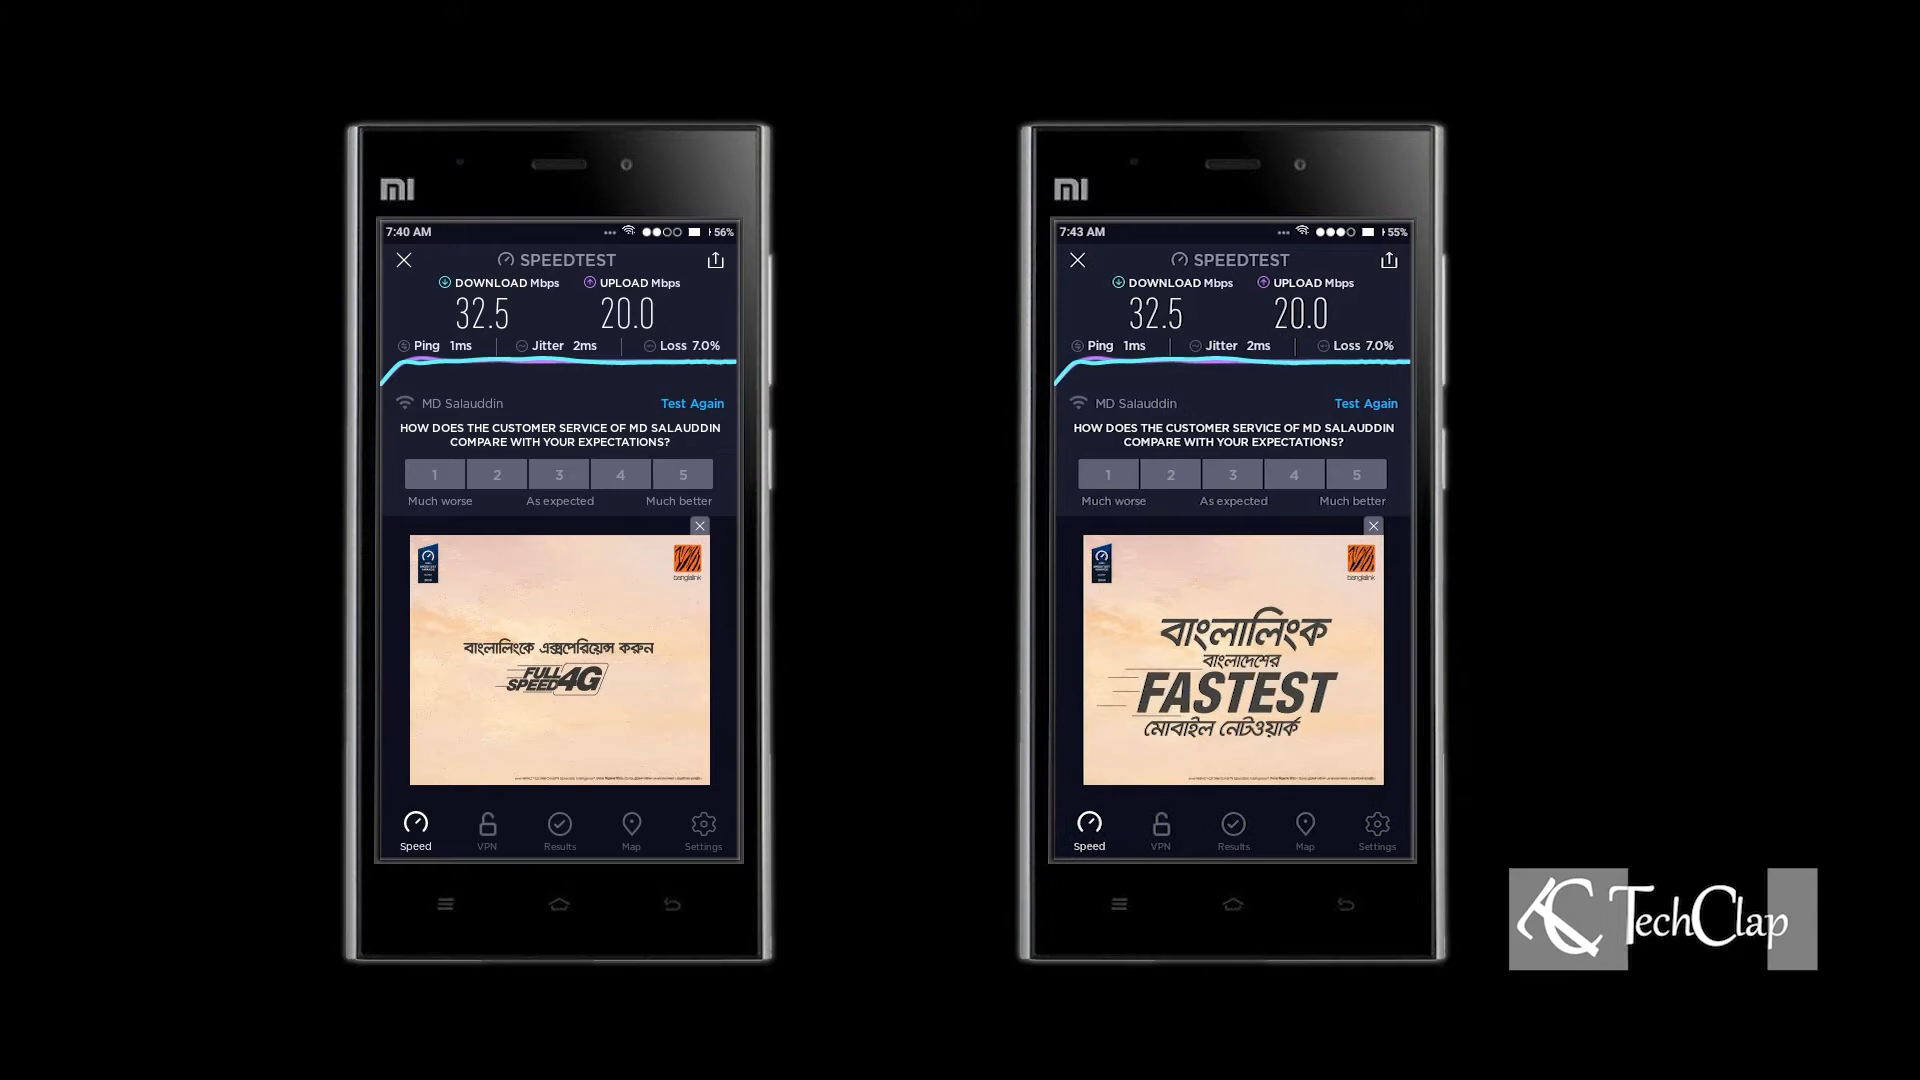 mi
7:40 AM
56%
SPEEDTEST
DOWNLOAD Mbps
UPLOAD Mbps
32.5
20.0
Ping 1ms
Jitter 2ms
Loss 7.0%
MD Salauddin
Test Again
HOW DOES THE CUSTOMER SERVICE OF MD SALAUDDIN
COMPARE WITH YOUR EXPECTATIONS?
1 2 3 4 5
Much worse As expected Much better
banglalink
বাংলালিংকে এক্সপেরিয়েন্স করুন
FULL
SPEED 4G
Speed VPN Results Map Settings
mi
7:43 AM
55%
SPEEDTEST
DOWNLOAD Mbps
UPLOAD Mbps
32.5
20.0
Ping 1ms
Jitter 2ms
Loss 7.0%
MD Salauddin
Test Again
HOW DOES THE CUSTOMER SERVICE OF MD SALAUDDIN
COMPARE WITH YOUR EXPECTATIONS?
1 2 3 4 5
Much worse As expected Much better
banglalink
বাংলালিংক
বাংলাদেশের
FASTEST
মোবাইল নেটওয়ার্ক
Speed VPN Results Map Settings
TechClap